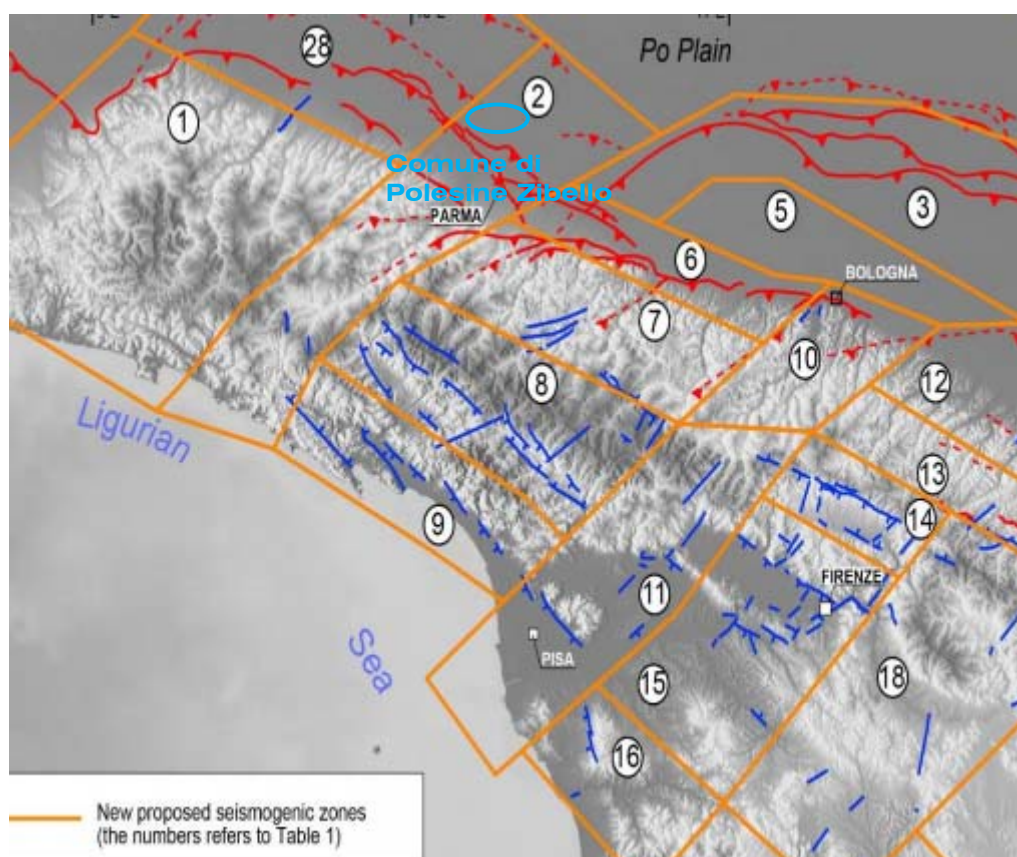 Po Plain
28
2
1
Comune di
Polesine Zibello
PARMA
5
3
6
BOLOGNA
7
10
8
12
Ligurian
13
9
14
FIRENZE
11
PISA
Sea
15
18
16
New proposed seismogenic zones
(the numbers refers to Table 1)